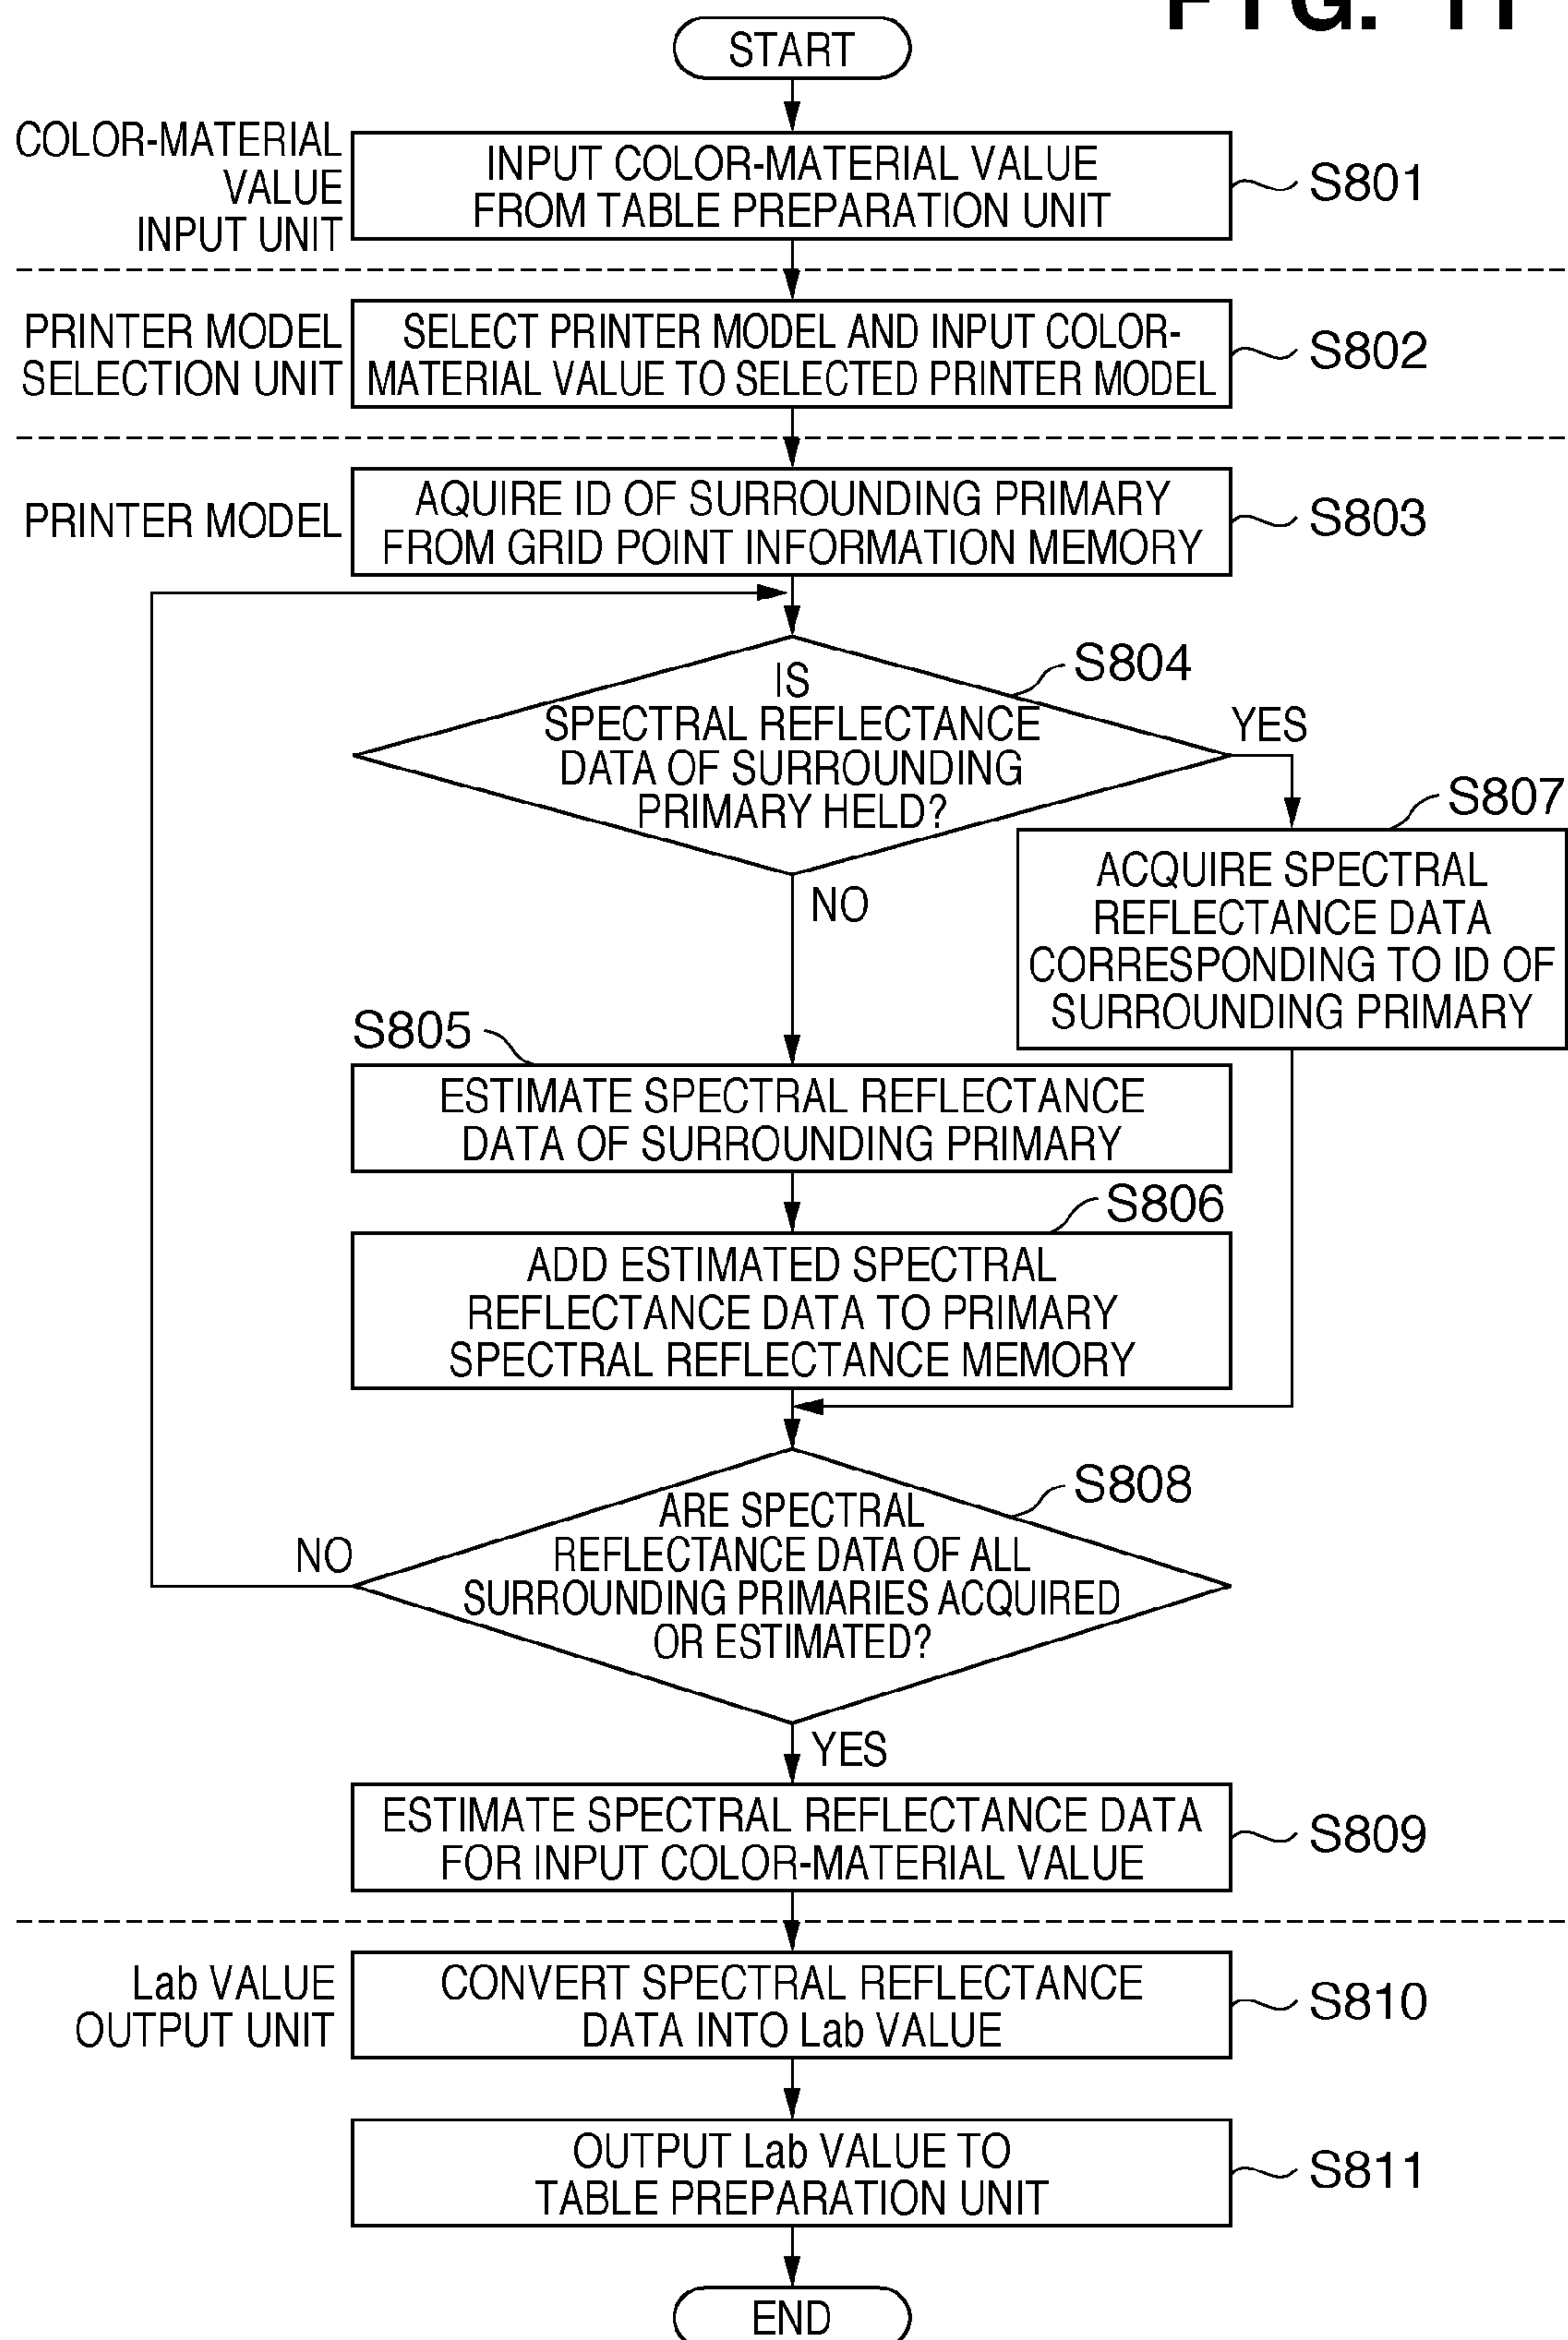 FIG. 11
START
COLOR-MATERIAL
VALUE
INPUT UNIT
INPUT COLOR-MATERIAL VALUE
FROM TABLE PREPARATION UNIT
S801
PRINTER MODEL
SELECTION UNIT
SELECT PRINTER MODEL AND INPUT COLOR-
MATERIAL VALUE TO SELECTED PRINTER MODEL
S802
PRINTER MODEL
AQUIRE ID OF SURROUNDING PRIMARY
FROM GRID POINT INFORMATION MEMORY
S803
IS
SPECTRAL REFLECTANCE
DATA OF SURROUNDING
PRIMARY HELD?
S804
YES
NO
S807
ACQUIRE SPECTRAL
REFLECTANCE DATA
CORRESPONDING TO ID OF
SURROUNDING PRIMARY
S805
ESTIMATE SPECTRAL REFLECTANCE
DATA OF SURROUNDING PRIMARY
S806
ADD ESTIMATED SPECTRAL
REFLECTANCE DATA TO PRIMARY
SPECTRAL REFLECTANCE MEMORY
S808
ARE SPECTRAL
REFLECTANCE DATA OF ALL
SURROUNDING PRIMARIES ACQUIRED
OR ESTIMATED?
NO
YES
ESTIMATE SPECTRAL REFLECTANCE DATA
FOR INPUT COLOR-MATERIAL VALUE
S809
Lab VALUE
OUTPUT UNIT
CONVERT SPECTRAL REFLECTANCE
DATA INTO Lab VALUE
S810
OUTPUT Lab VALUE TO
TABLE PREPARATION UNIT
S811
END